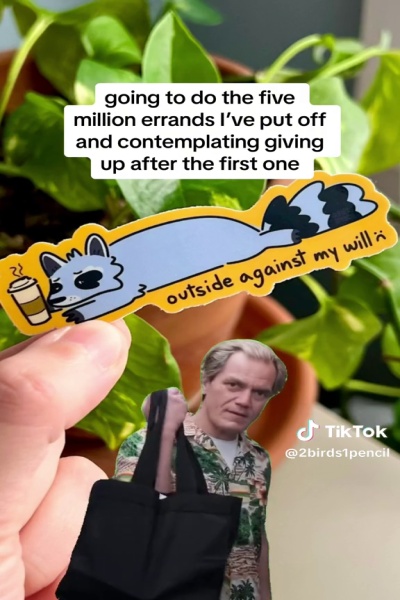 going to do the five
million errands I've put off
and contemplating giving
up after the first one
outside against my will
TikTok
@2birds1pencil